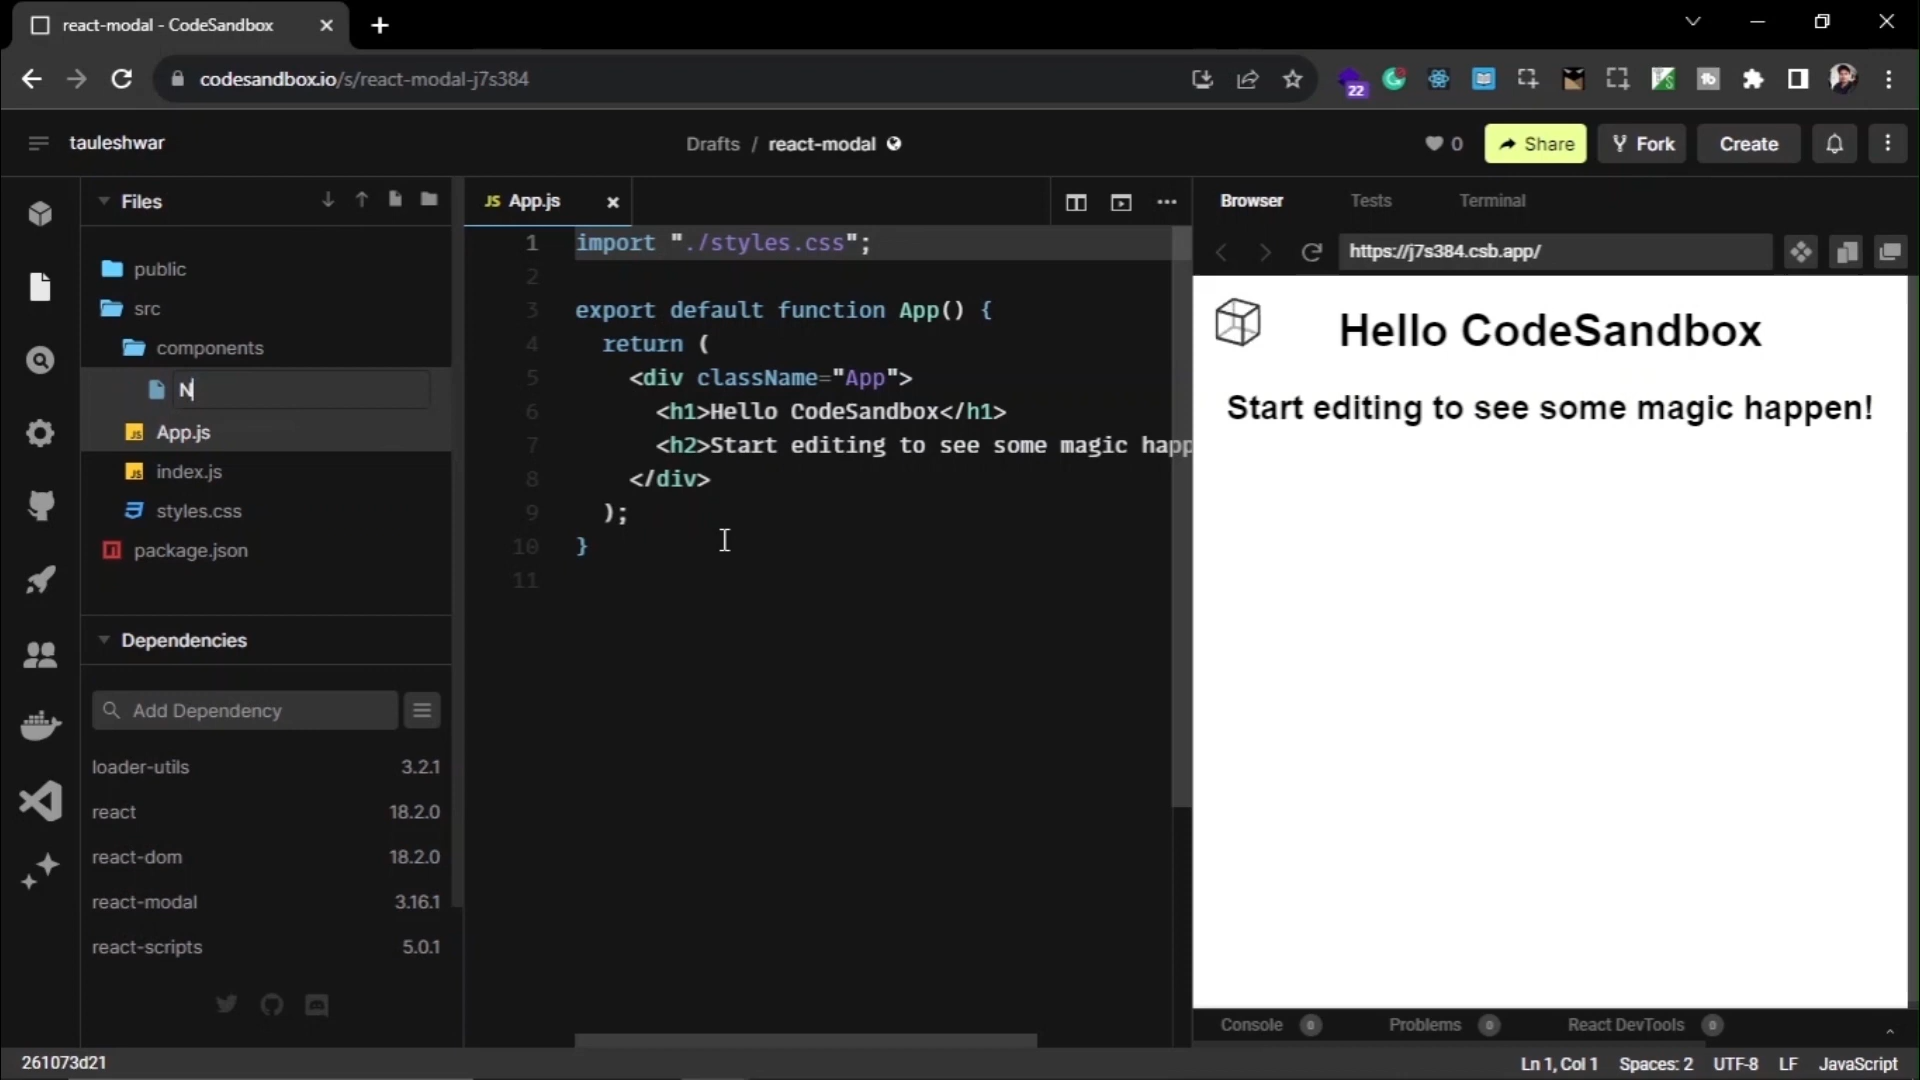 react-modal - CodeSandbox
codesandbox.io/s/react-modal-j7s384
22
tauleshwar
Drafts / react-modal
0
Share
Fork
Create
Files
public
src
components
N
App.js
index.js
styles.css
package.json
Dependencies
Add Dependency
loader-utils 3.2.1
react 18.2.0
react-dom 18.2.0
react-modal 3.16.1
react-scripts 5.0.1
JS App.js
1 import "./styles.css";
2
3 export default function App() {
4 return (
5 <div className="App">
6 <h1>Hello CodeSandbox</h1>
7 <h2>Start editing to see some magic happ
8 </div>
9 );
10 }
11
Browser Tests Terminal
https://j7s384.csb.app/
Hello CodeSandbox
Start editing to see some magic happen!
Console 0 Problems 0 React DevTools 0
261073d21
Ln 1, Col 1 Spaces: 2 UTF-8 LF JavaScript